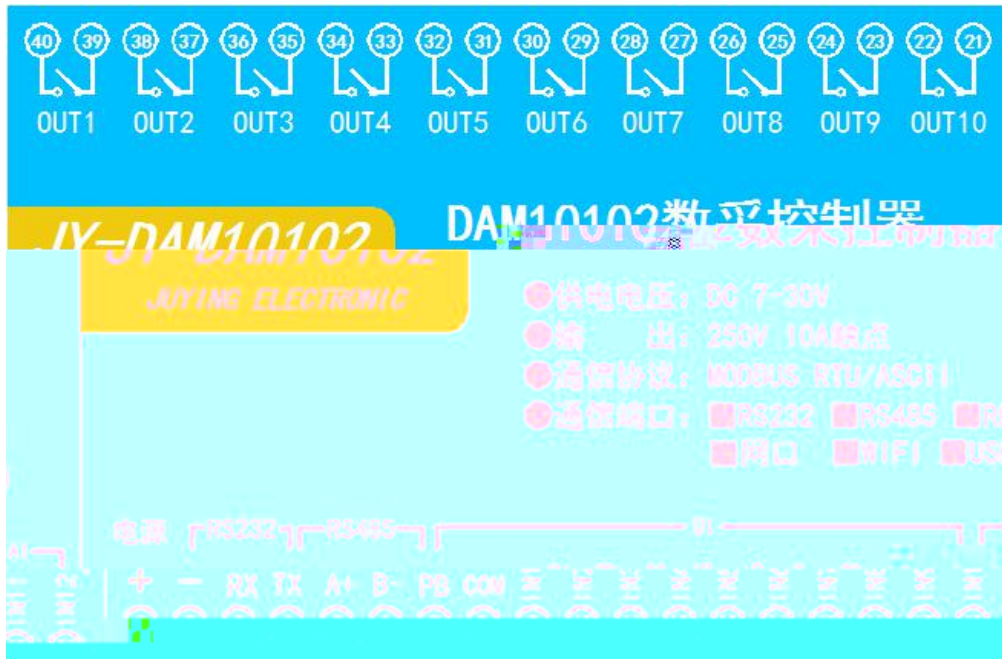 40 39 38 37 36 35 34 33 32 31 30 29 28 27 26 25 24 23 22 21
OUT1 OUT2 OUT3 OUT4 OUT5 OUT6 OUT7 OUT8 OUT9 OUT10
DAM10102数采控制器
JY-DAM10102
JUYING ELECTRONIC
供电电压：DC 7-30V
输 出：250V 10A触点
通信协议：MODBUS RTU/ASCii
通信端口：RS232 RS485
网口 WIFI
电源 RS232 RS485
+ - RX TX A+ B- PB COM